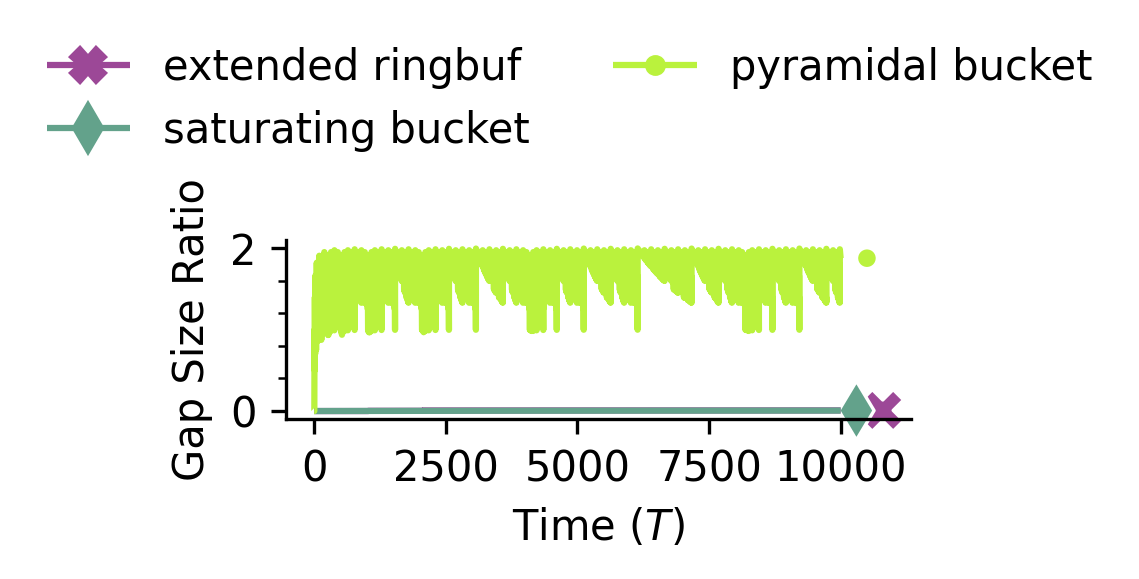 extended ringbuf
pyramidal bucket
saturating bucket
Gap Size Ratio
2
0
0 2500 5000 7500 10000
Time (T)